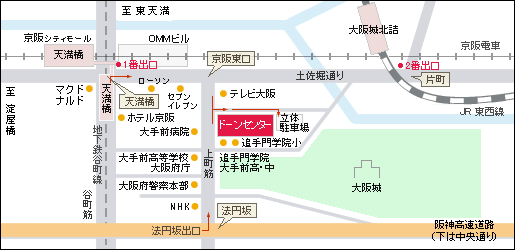 至 東天満
京阪シティモール
天満橋
OMMビル
大阪城北詰
京阪東口
京阪電車
1番出口
2番出口
土佐堀通り
片町
至 淀屋橋
マクド
ナルド
天満橋
天満橋
ローソン
セブン
イレブン
テレビ大阪
JR 東西線
ホテル京阪
大手前病院
ドーンセンター
立体
駐車場
追手門学院小
地下鉄谷町線
大手前高等学校
大阪府庁
上町筋
追手門学院
大手前高・中
大阪城
大阪府警察本部
谷町筋
NHK
法円坂
法円坂出口
阪神高速道路
(下は中央通り)